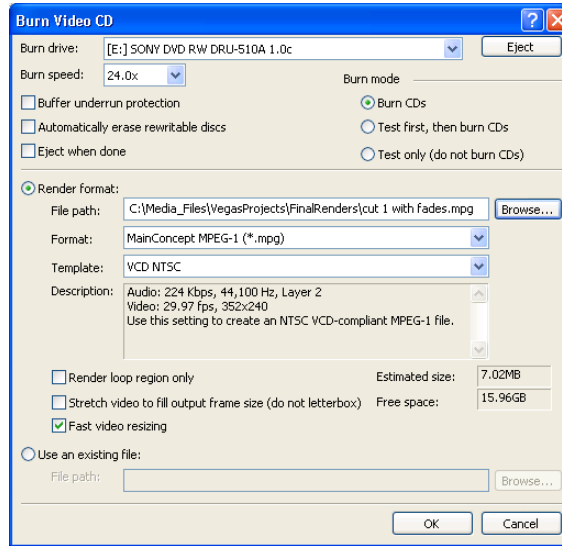 Burn Video CD
Burn drive: [E:] SONY DVD RW DRU-510A 1.0c Eject
Burn speed: 24.0x Burn mode
Buffer underrun protection Burn CDs
Automatically erase rewritable discs Test first, then burn CDs
Eject when done Test only (do not burn CDs)
Render format:
File path: C:\Media_Files\VegasProjects\FinalRenders\cut 1 with fades.mpg Browse...
Format: MainConcept MPEG-1 (*.mpg)
Template: VCD NTSC
Description: Audio: 224 Kbps, 44,100 Hz, Layer 2
Video: 29.97 fps, 352x240
Use this setting to create an NTSC VCD-compliant MPEG-1 file.
Render loop region only Estimated size: 7.02MB
Stretch video to fill output frame size (do not letterbox) Free space: 15.96GB
Fast video resizing
Use an existing file:
File path: Browse...
OK Cancel